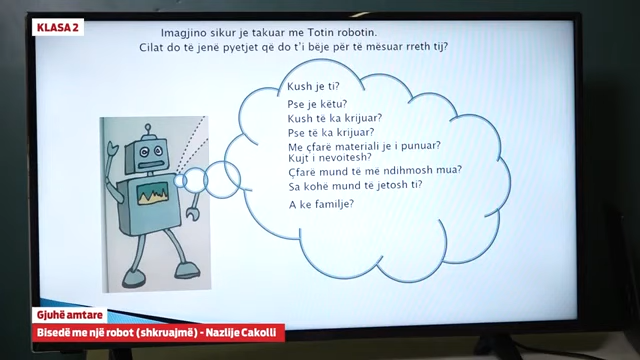 KLASA 2
Imagjino sikur je takuar me Totin robotin.
Cilat do të jenë pyetjet që do t'i bëje për të mësuar rreth tij?
Kush je ti?
Pse je këtu?
Kush të ka krijuar?
Pse të ka krijuar?
Me çfarë materiali je i punuar?
Kujt i nevoitesh?
Çfarë mund të më ndihmosh mua?
Sa kohë mund të jetosh ti?
A ke familje?
Gjuhë amtare
Bisedë me një robot (shkruajmë) - Nazlije Cakolli